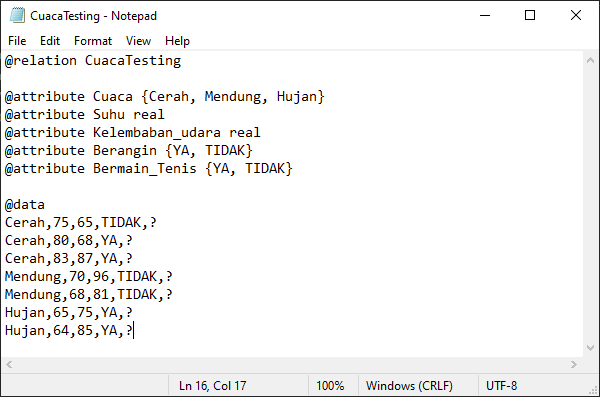 CuacaTesting - Notepad
File Edit Format View Help
@relation CuacaTesting
@attribute Cuaca {Cerah, Mendung, Hujan}
@attribute Suhu real
@attribute Kelembaban_udara real
@attribute Berangin {YA, TIDAK}
@attribute Bermain_Tenis {YA, TIDAK}
@data
Cerah,75,65,TIDAK,?
Cerah,80,68,YA,?
Cerah,83,87,YA,?
Mendung,70,96,TIDAK,?
Mendung,68,81,TIDAK,?
Hujan,65,75,YA,?
Hujan,64,85,YA,?
Ln 16, Col 17 100% Windows (CRLF) UTF-8